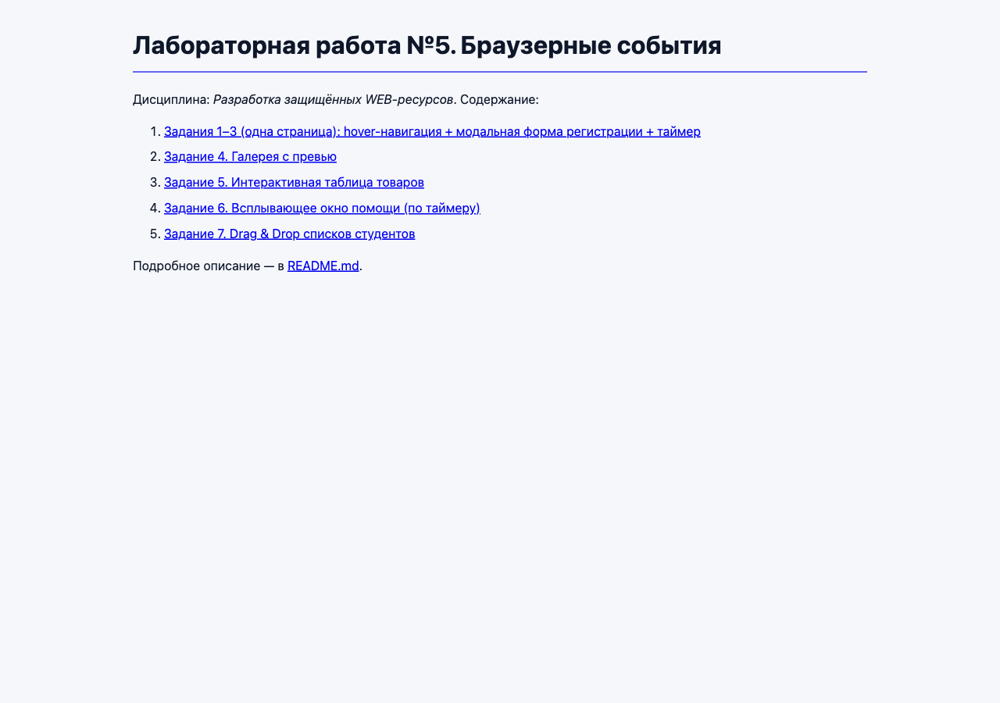 Лабораторная работа №5. Браузерные события
Дисциплина: Разработка защищённых WEB-ресурсов. Содержание:
1. Задания 1–3 (одна страница): hover-навигация + модальная форма регистрации + таймер
2. Задание 4. Галерея с превью
3. Задание 5. Интерактивная таблица товаров
4. Задание 6. Всплывающее окно помощи (по таймеру)
5. Задание 7. Drag & Drop списков студентов
Подробное описание — в README.md.